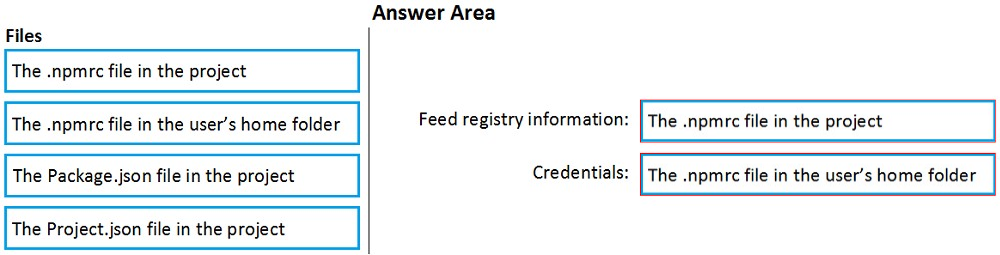 Answer Area
Files
The .npmrc file in the project
The .npmrc file in the user's home folder
The Package.json file in the project
The Project.json file in the project
Feed registry information: The .npmrc file in the project
Credentials: The .npmrc file in the user's home folder